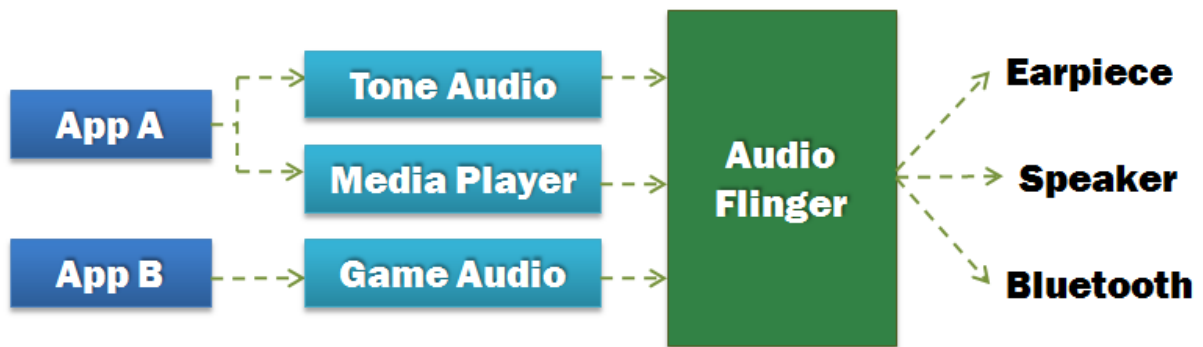 App A
App B
Tone Audio
Media Player
Game Audio
Audio
Flinger
Earpiece
Speaker
Bluetooth